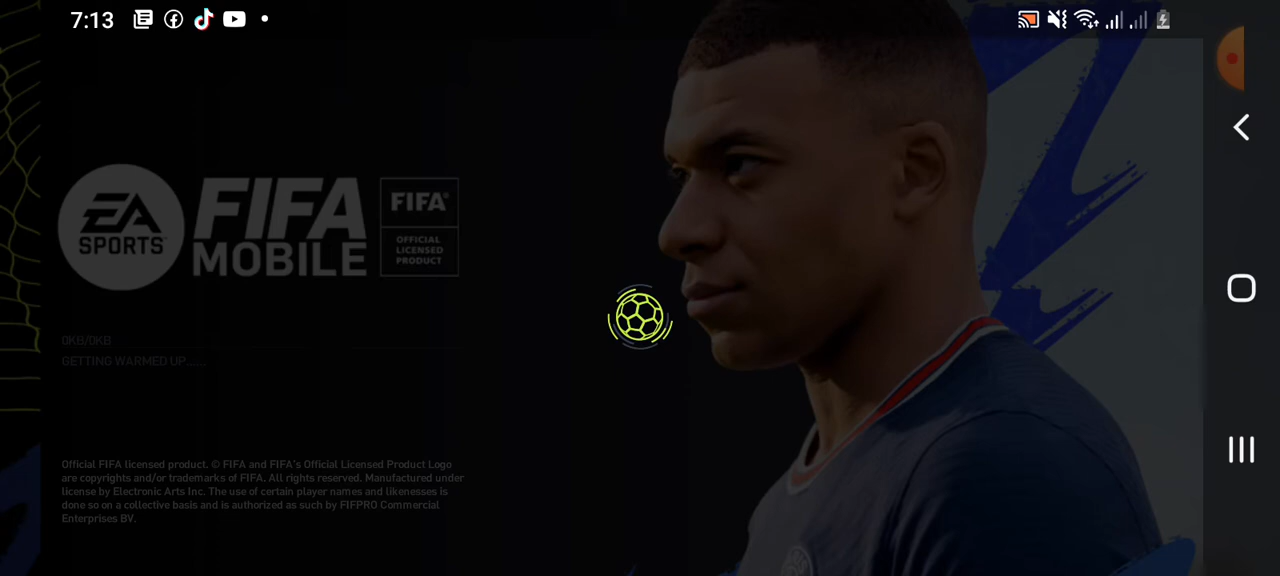 7:13
EA
SPORTS
FIFA
MOBILE
FIFA
OFFICIAL
LICENSED
PRODUCT
0KB/0KB
GETTING WARMED UP......
Official FIFA licensed product. © FIFA and FIFA's Official Licensed Product Logo
are copyrights and/or trademarks of FIFA. All rights reserved. Manufactured under
license by Electronic Arts Inc. The use of certain player names and likenesses is
done so on a collective basis and is authorized as such by FIFPRO Commercial
Enterprises BV.